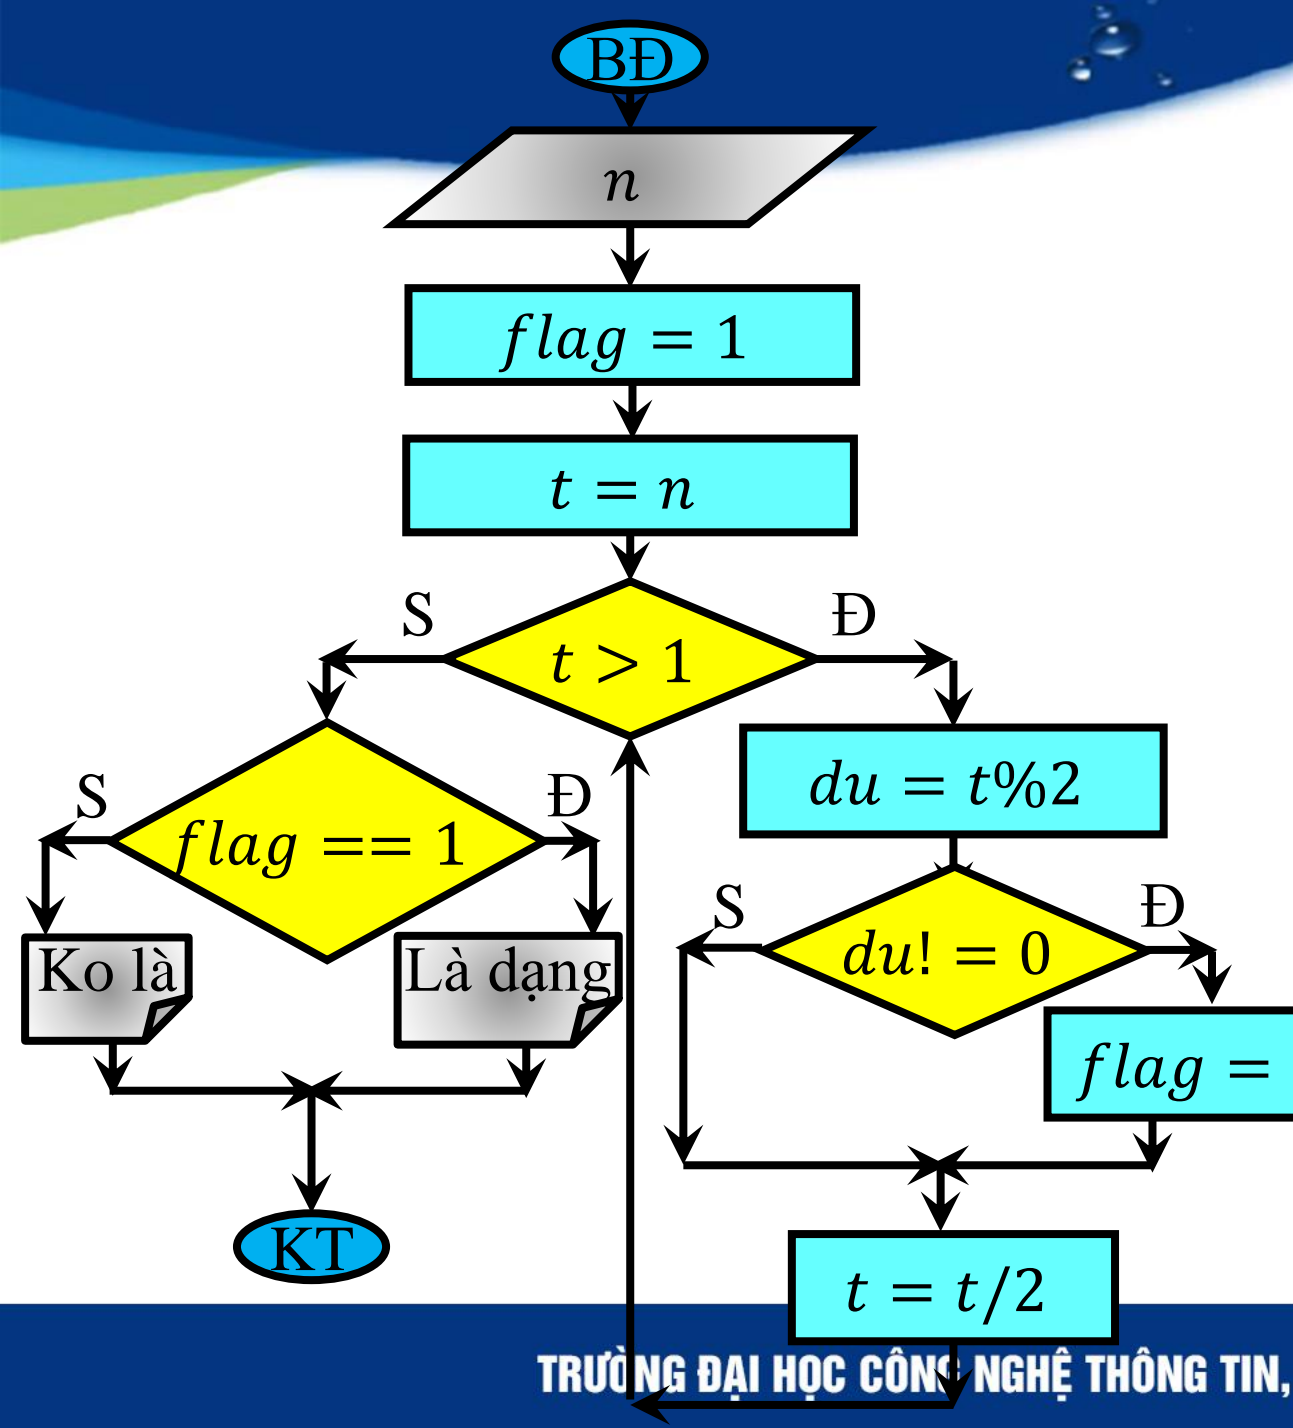 BĐ
n
flag = 1
t = n
S
Đ
t > 1
du = t%2
S
Đ
flag == 1
S
Đ
du! = 0
Ko là
Là dạng
flag =
KT
t = t/2
TRƯỜNG ĐẠI HỌC CÔNG NGHỆ THÔNG TIN,